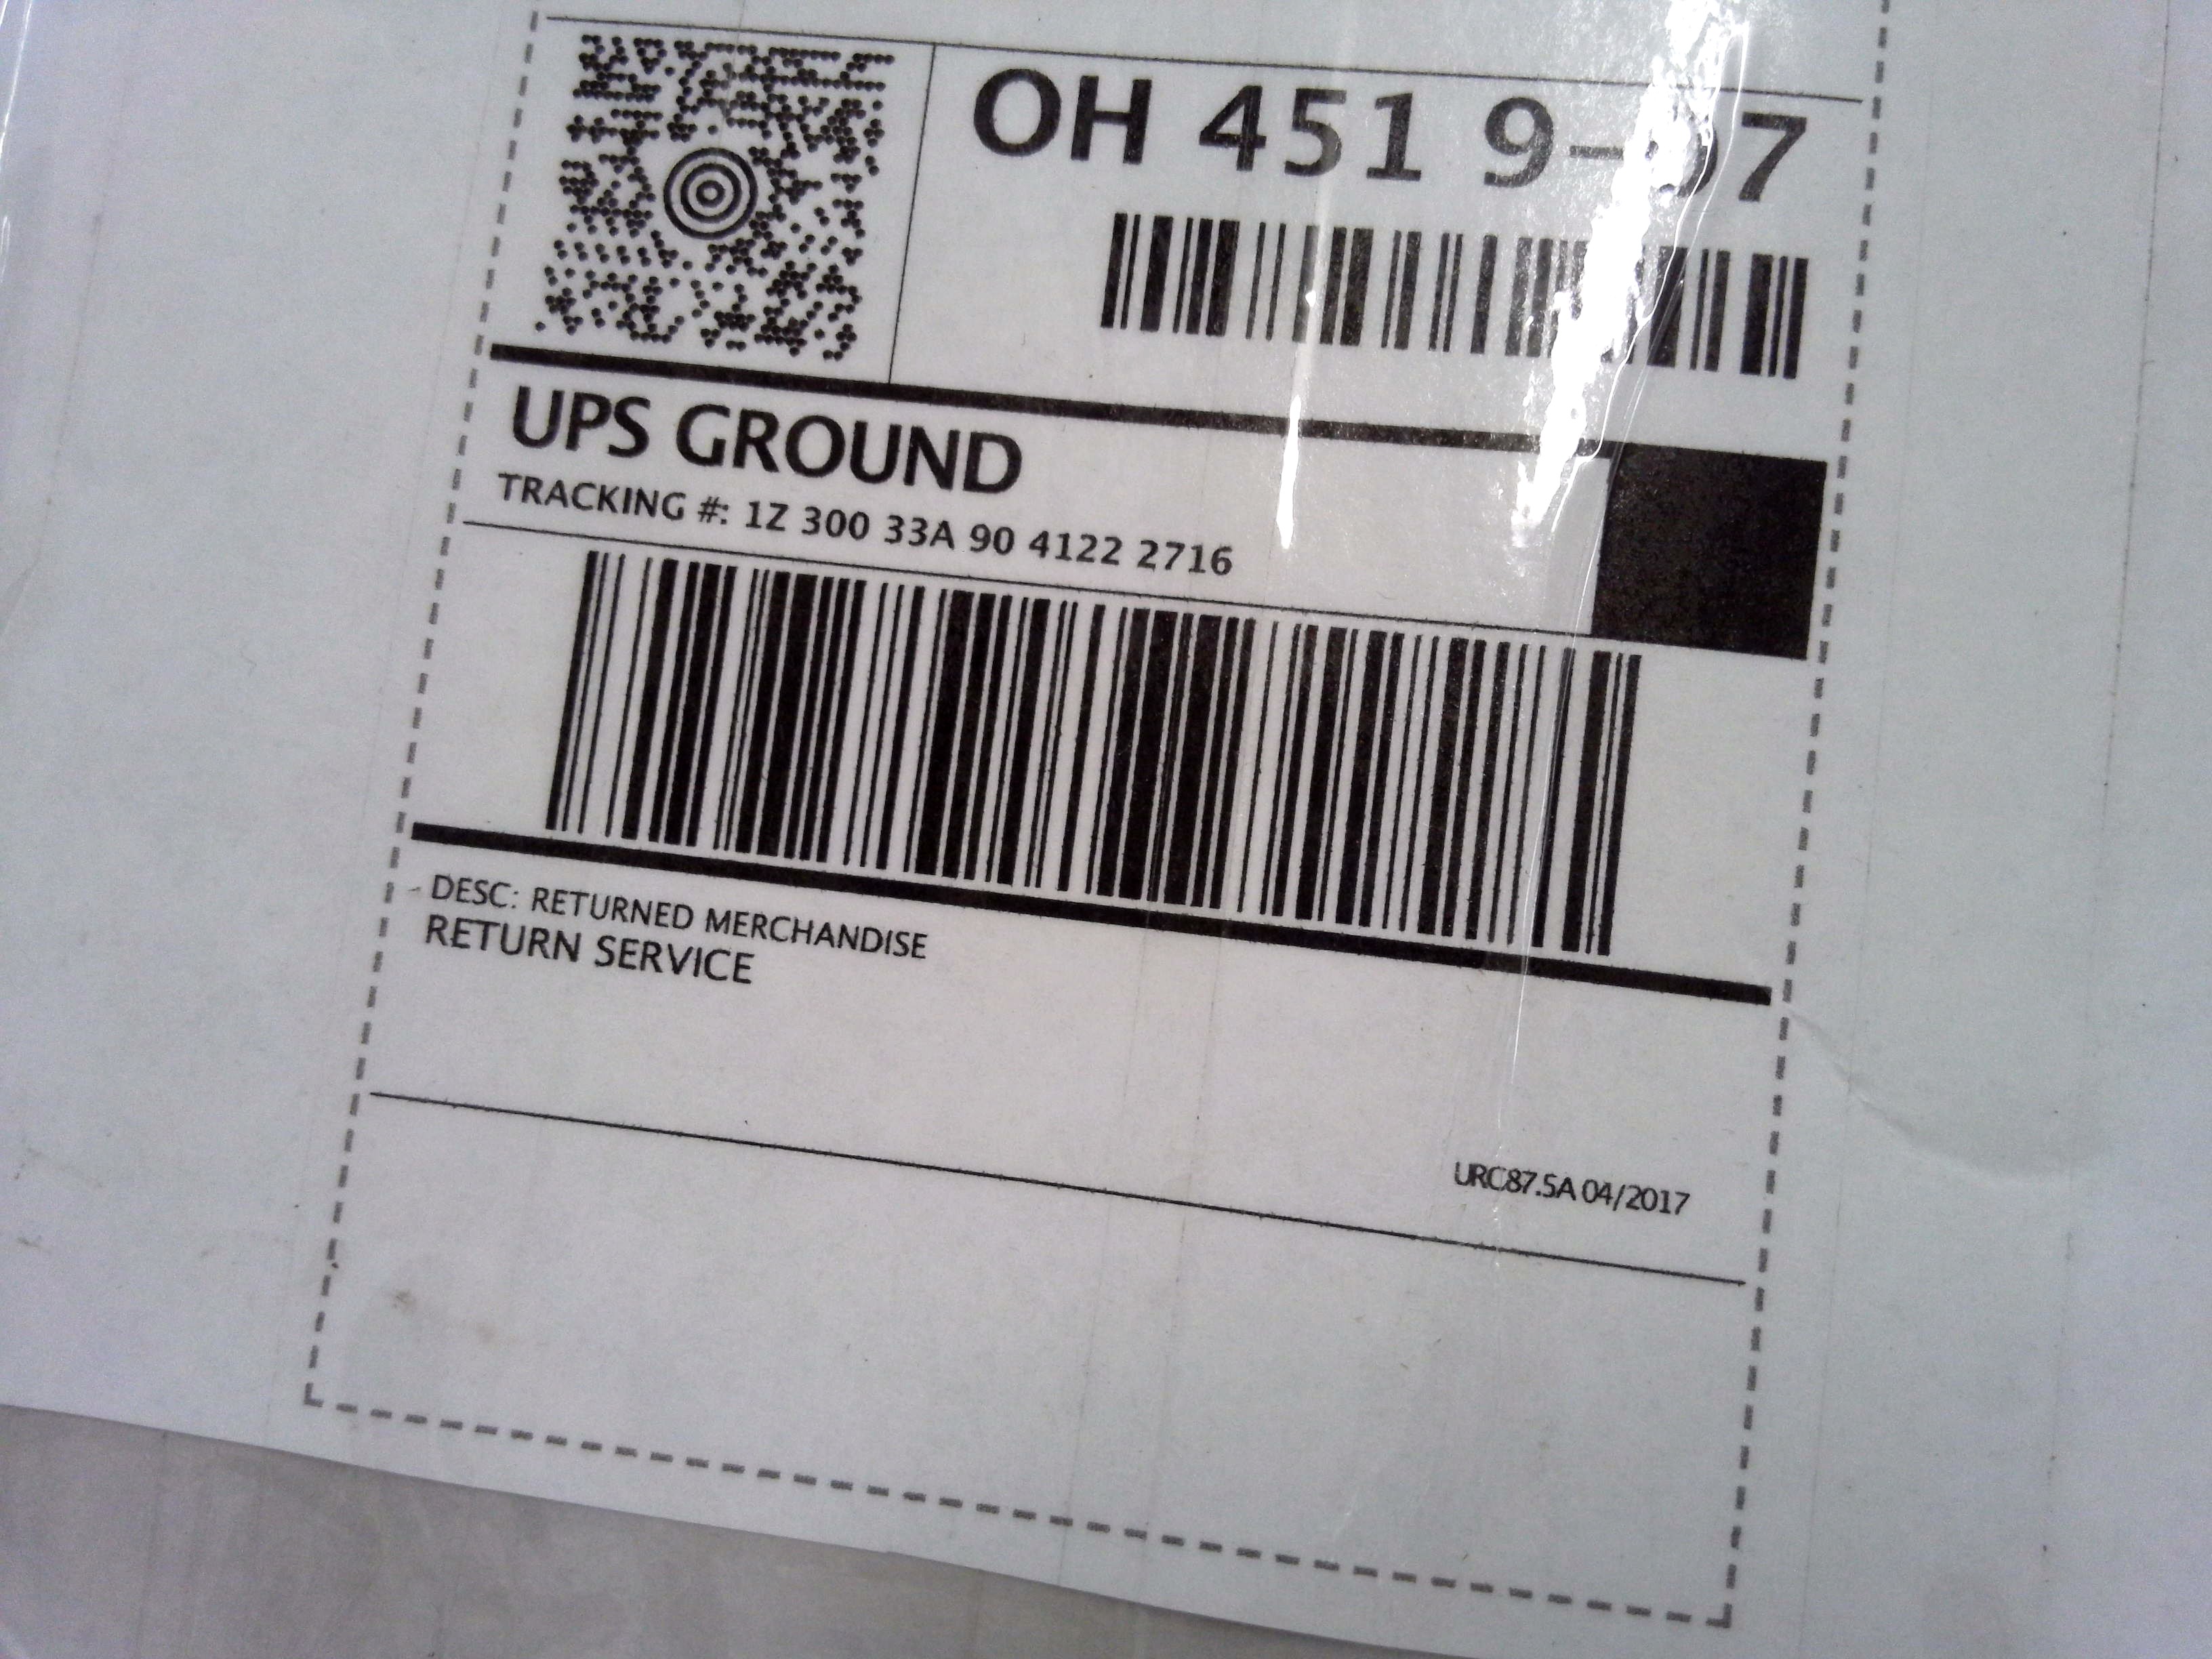 OH 451 9-
UPS GROUND
TRACKING #: 1Z 300 33A 90 4122 2716
DESC: RETURNED MERCHANDISE
RETURN SERVICE
URC87.5A 04/2017